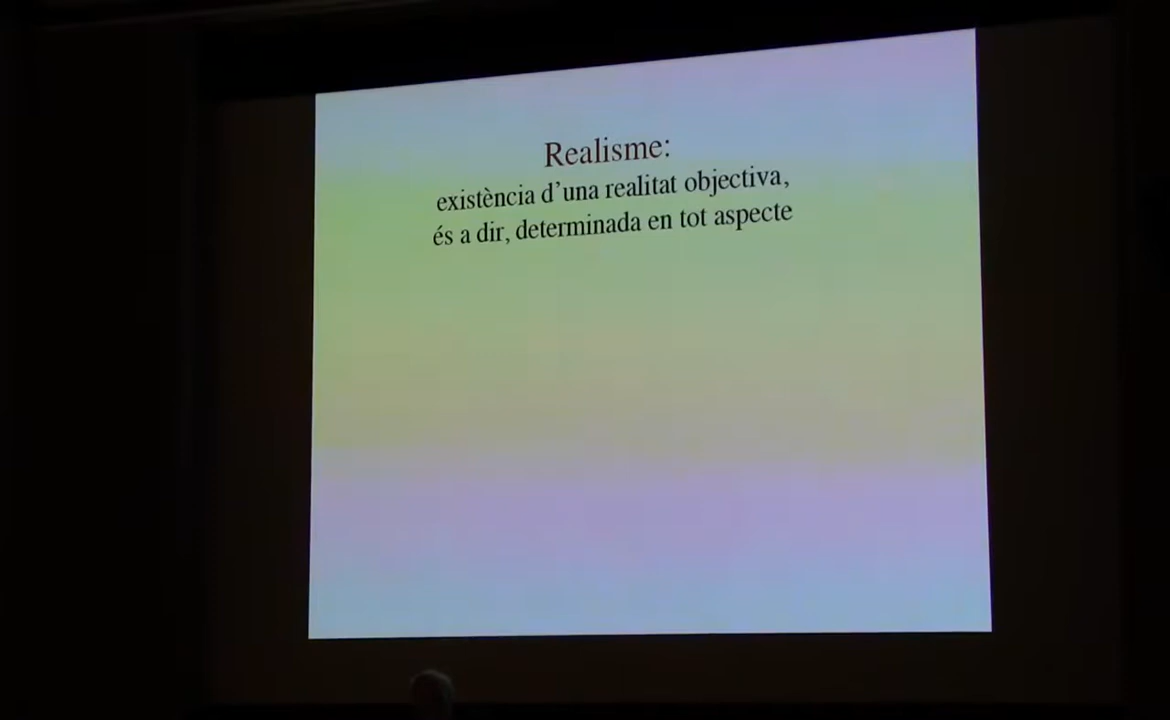 Realisme:
existència d’una realitat objectiva,
és a dir, determinada en tot aspecte